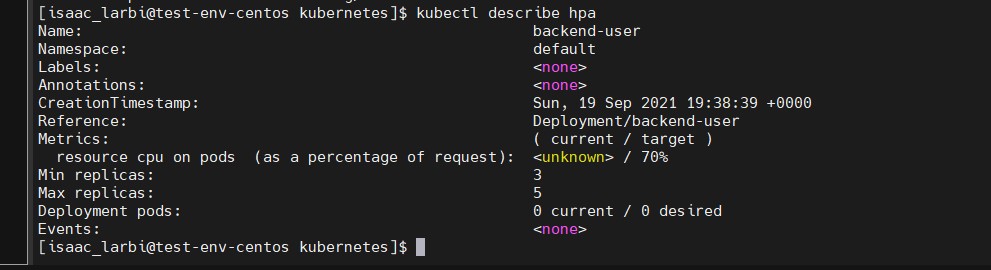 [isaac_larbi@test-env-centos kubernetes]$ kubectl describe hpa
Name: backend-user
Namespace: default
Labels: <none>
Annotations: <none>
CreationTimestamp: Sun, 19 Sep 2021 19:38:39 +0000
Reference: Deployment/backend-user
Metrics: ( current / target )
resource cpu on pods (as a percentage of request): <unknown> / 70%
Min replicas: 3
Max replicas: 5
Deployment pods: 0 current / 0 desired
Events: <none>
[isaac_larbi@test-env-centos kubernetes]$